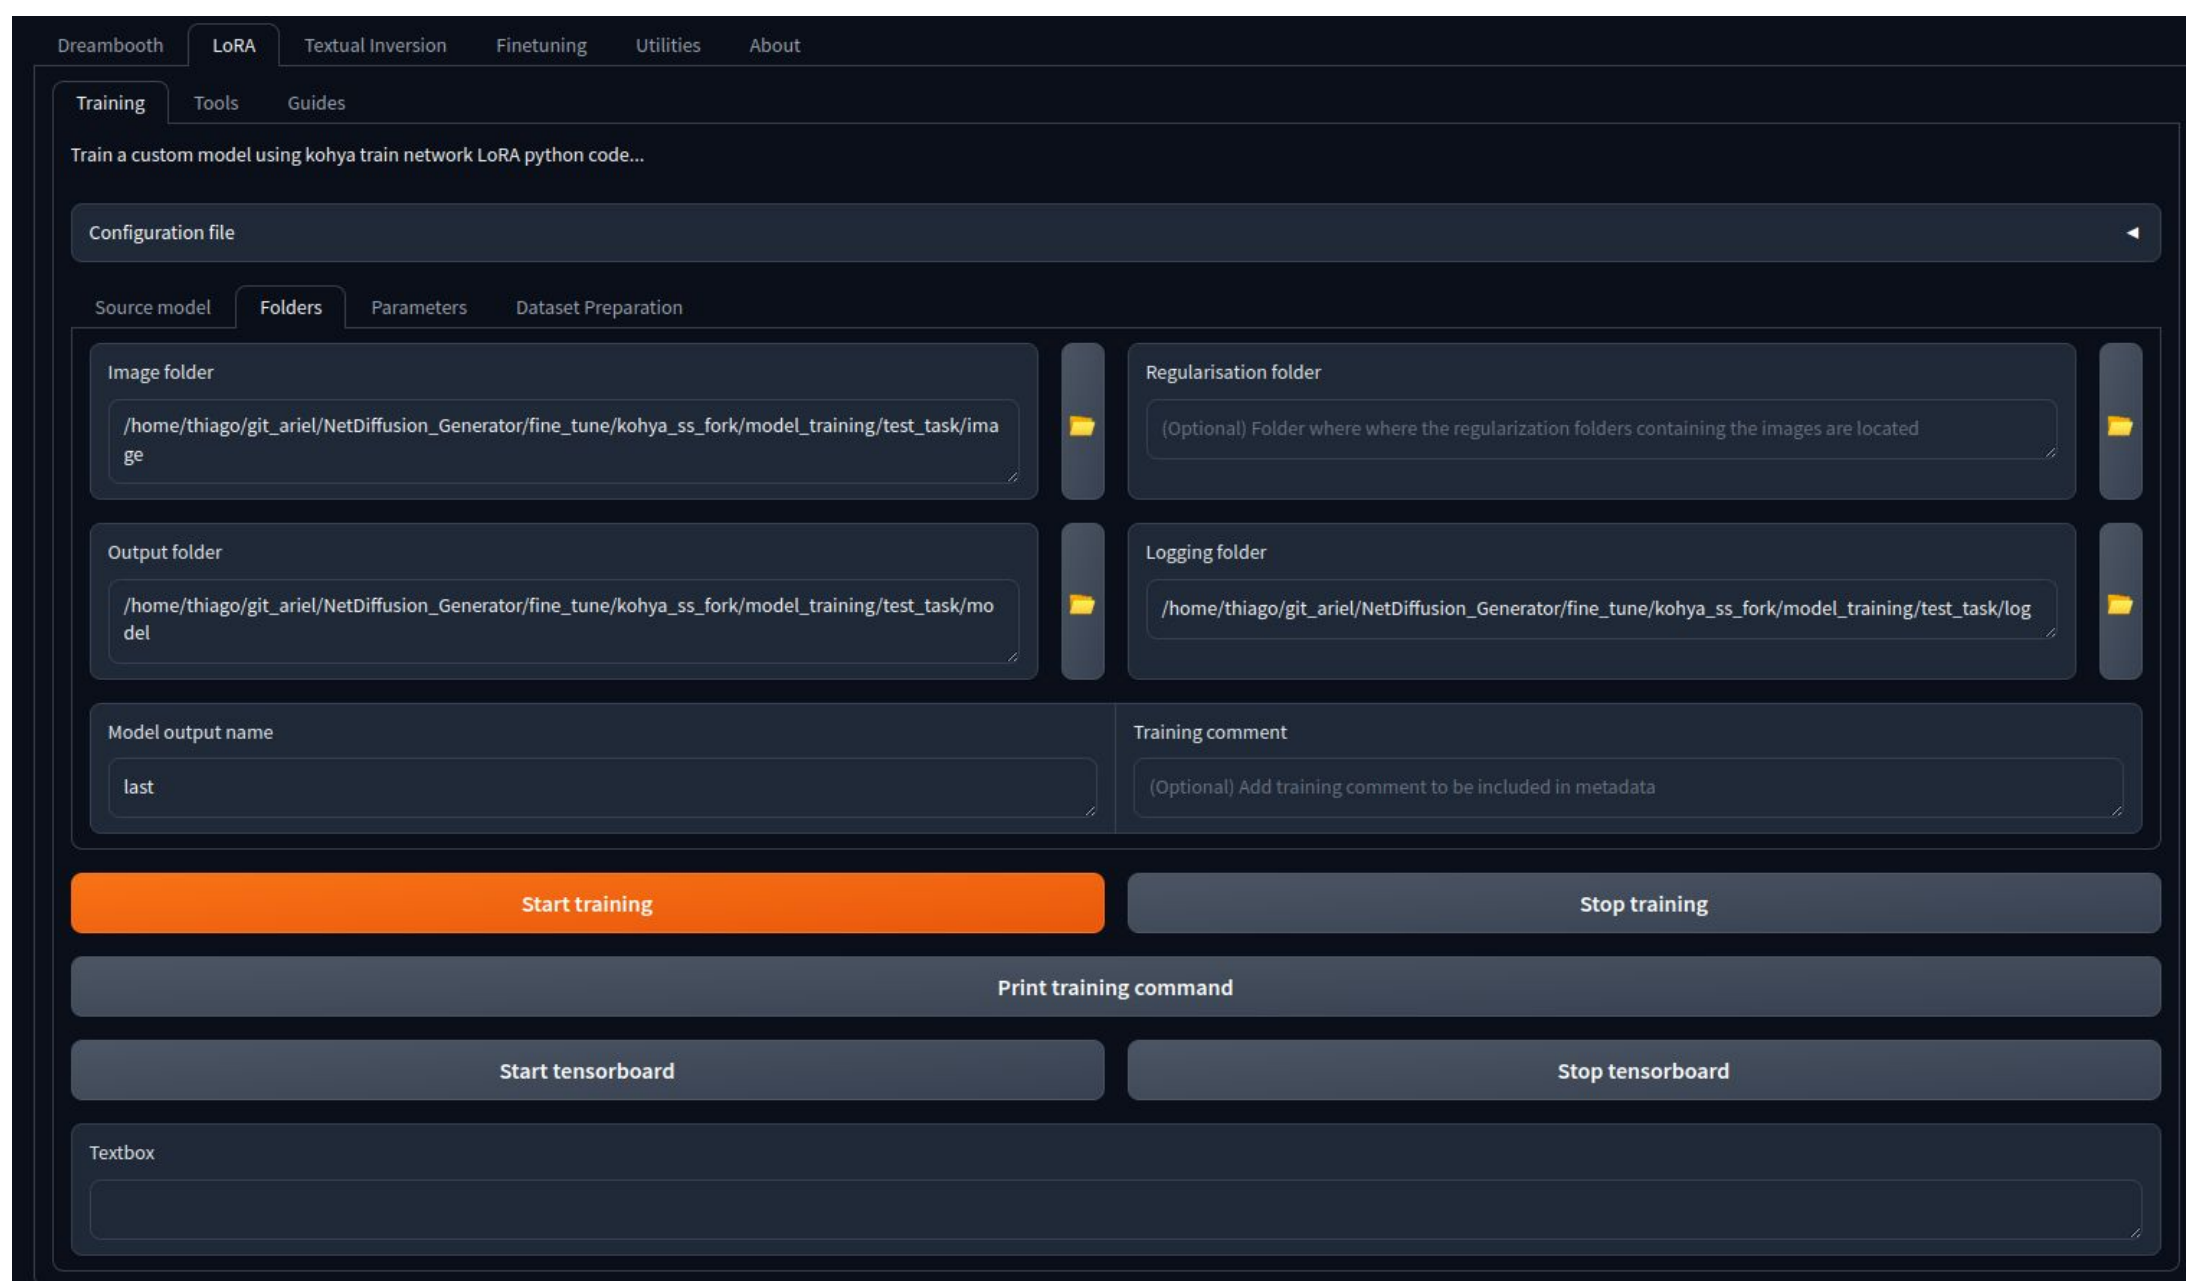 Dreambooth LoRA Textual Inversion Finetuning Utilities About
Training Tools Guides
Train a custom model using kohya train network LoRA python code...
Configuration file
Source model Folders Parameters Dataset Preparation
Image folder
/home/thiago/git_ariel/NetDiffusion_Generator/fine_tune/kohya_ss_fork/model_training/test_task/ima
ge
Regularisation folder
(Optional) Folder where where the regularization folders containing the images are located
Output folder
/home/thiago/git_ariel/NetDiffusion_Generator/fine_tune/kohya_ss_fork/model_training/test_task/mo
del
Logging folder
/home/thiago/git_ariel/NetDiffusion_Generator/fine_tune/kohya_ss_fork/model_training/test_task/log
Model output name
last
Training comment
(Optional) Add training comment to be included in metadata
Start training
Stop training
Print training command
Start tensorboard
Stop tensorboard
Textbox